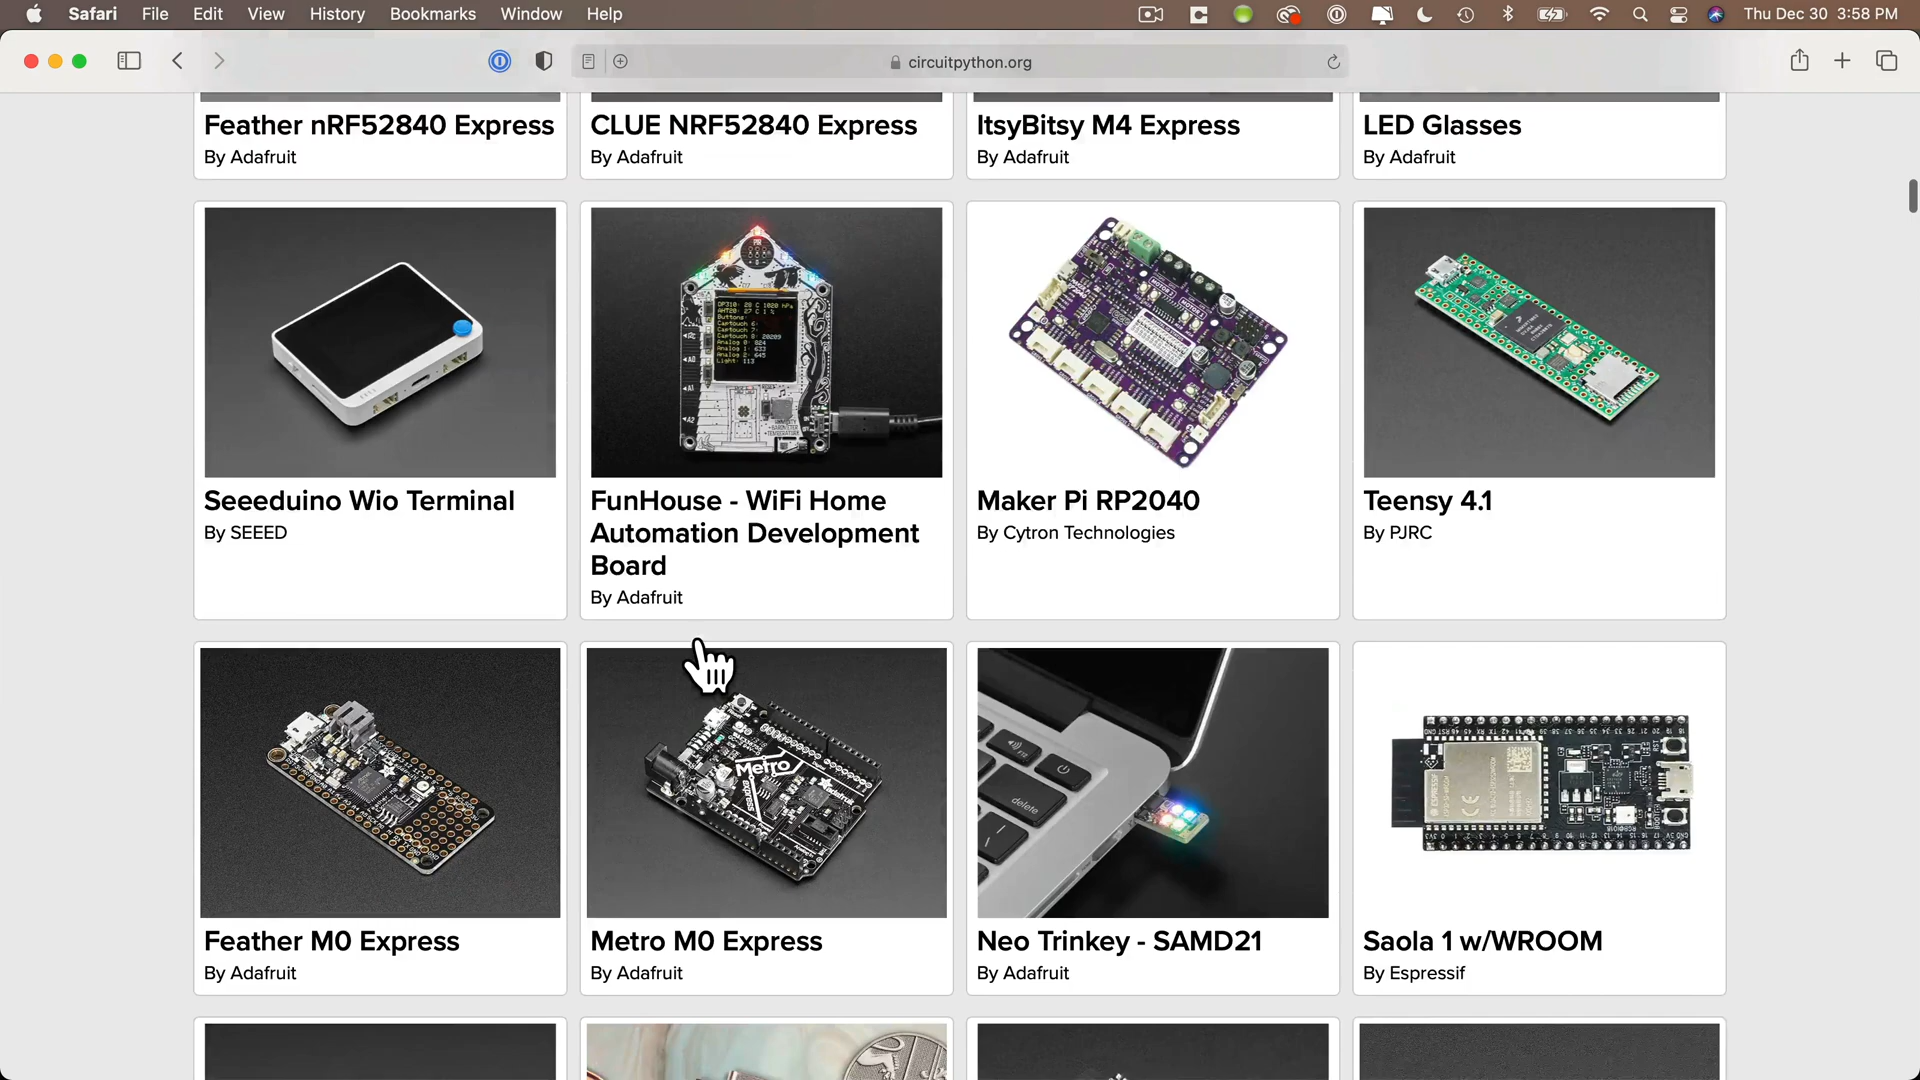 Safari File Edit View History Bookmarks Window Help Thu Dec 30 3:58 PM
circuitpython.org
Feather nRF52840 Express
By Adafruit
CLUE NRF52840 Express
By Adafruit
ItsyBitsy M4 Express
By Adafruit
LED Glasses
By Adafruit
Seeeduino Wio Terminal
By SEEED
FunHouse - WiFi Home
Automation Development
Board
By Adafruit
Maker Pi RP2040
By Cytron Technologies
Teensy 4.1
By PJRC
Metro
delete
Feather M0 Express
By Adafruit
Metro M0 Express
By Adafruit
Neo Trinkey - SAMD21
By Adafruit
Saola 1 w/WROOM
By Espressif